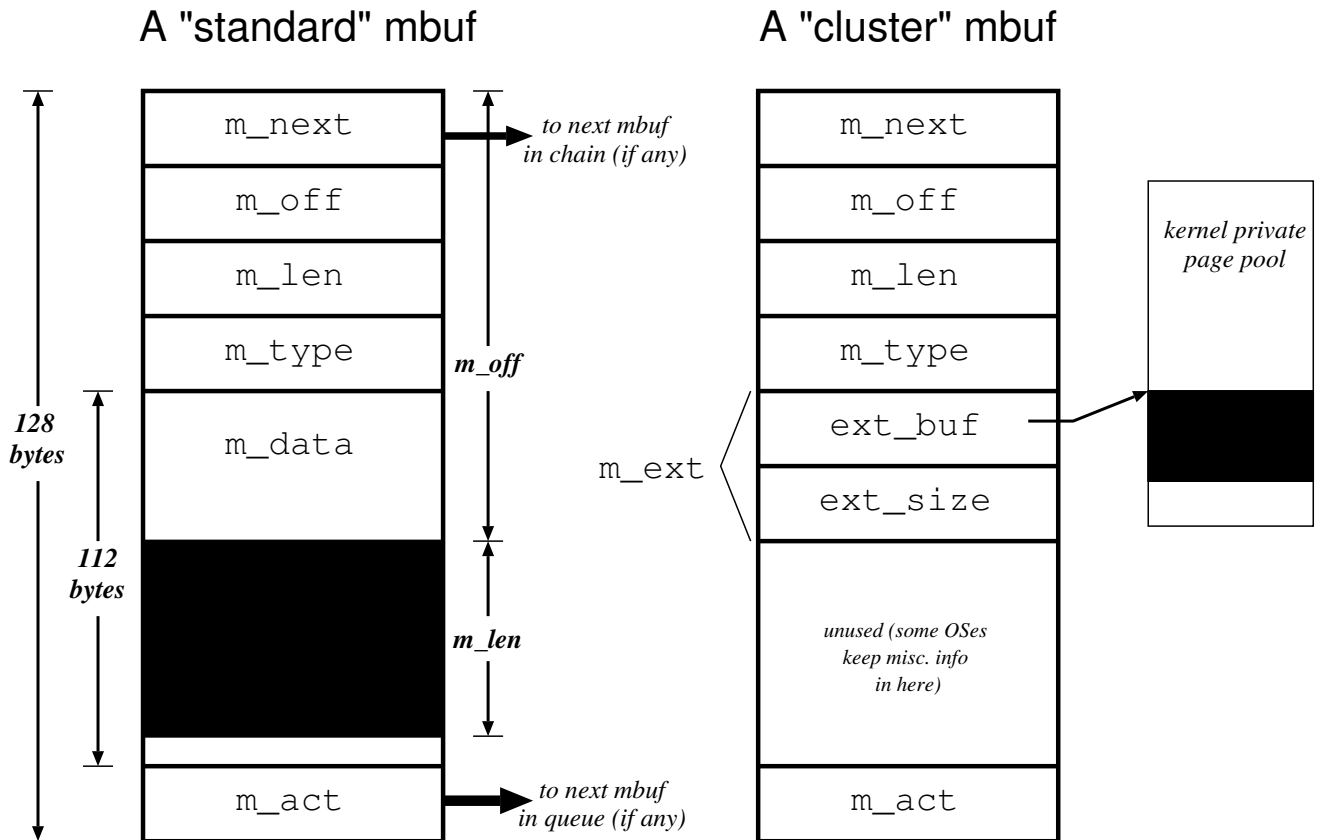 A "standard" mbuf
A "cluster" mbuf
m_next
to next mbuf
in chain (if any)
m_off
m_len
m_type
m_off
128
bytes
m_data
112
bytes
m_len
m_act
to next mbuf
in queue (if any)
m_next
m_off
m_len
m_type
m_ext
ext_buf
ext_size
unused (some OSes
keep misc. info
in here)
m_act
kernel private
page pool